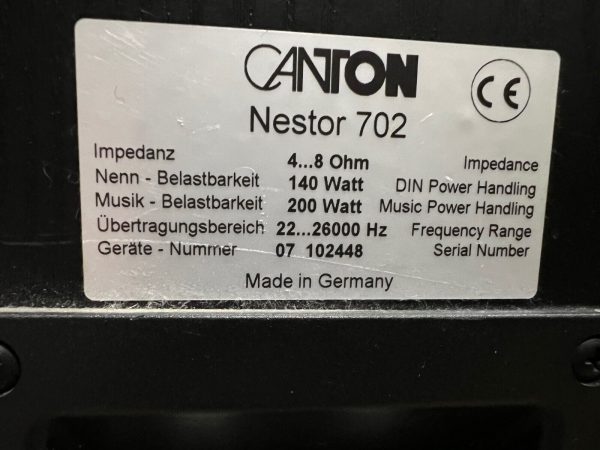 CANTON
CE
Nestor 702
Impedanz 4...8 Ohm Impedance
Nenn - Belastbarkeit 140 Watt DIN Power Handling
Musik - Belastbarkeit 200 Watt Music Power Handling
Übertragungsbereich 22...26000 Hz Frequency Range
Geräte - Nummer 07 102448 Serial Number
Made in Germany